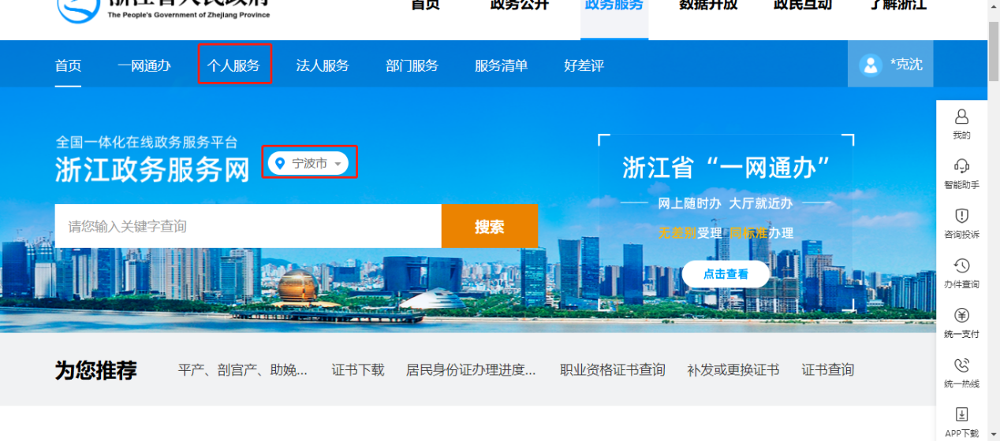 浙江省人民政府
The People's Government of Zhejiang Province
首页 政务公开 政务服务 数据开放 政民互动 了解浙江
首页 一网通办 个人服务 法人服务 部门服务 服务清单 好差评 *克沈
全国一体化在线政务服务平台
浙江政务服务网 宁波市
请您输入关键字查询 搜索
浙江省“一网通办”
网上随时办 大厅就近办
无差别受理 同标准办理
点击查看
为您推荐 平产、剖宫产、助娩... 证书下载 居民身份证办理进度... 职业资格证书查询 补发或更换证书 证书查询
我的
智能助手
咨询投诉
办件查询
统一支付
统一热线
APP下载